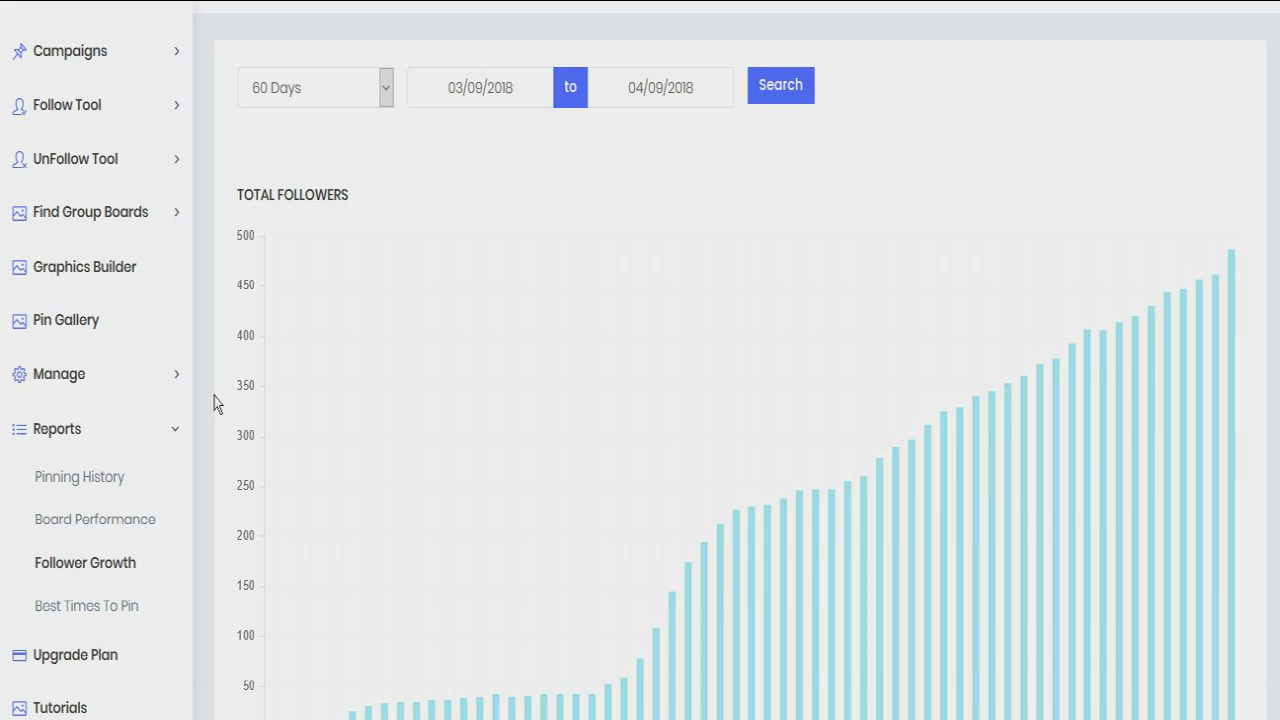 Campaigns
Follow Tool
UnFollow Tool
Find Group Boards
Graphics Builder
Pin Gallery
Manage
Reports
Pinning History
Board Performance
Follower Growth
Best Times To Pin
Upgrade Plan
Tutorials
60 Days
03/09/2018 to 04/09/2018 Search
TOTAL FOLLOWERS
500
450
400
350
300
250
200
150
100
50